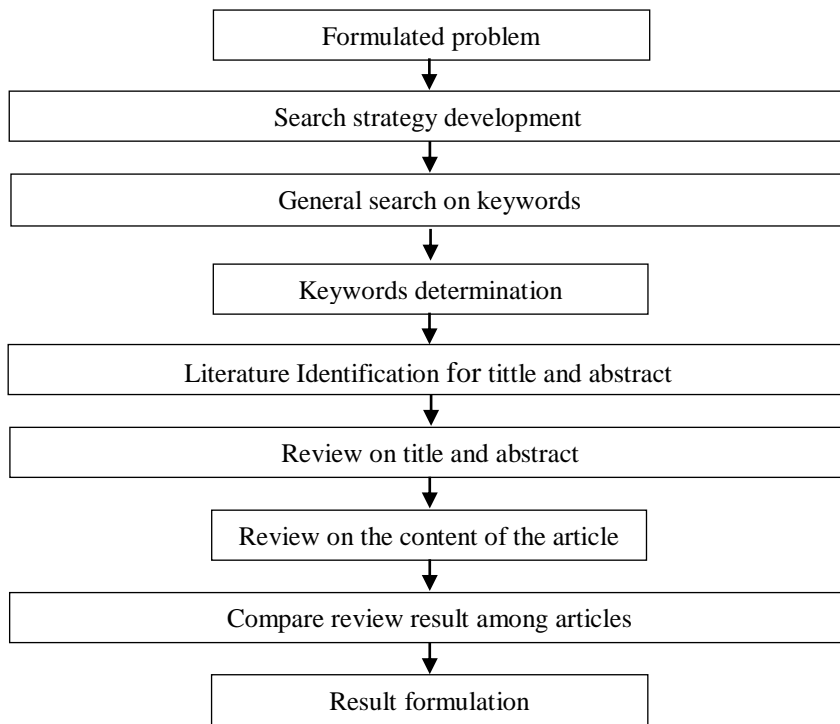 Formulated problem
Search strategy development
General search on keywords
Keywords determination
Literature Identification for tittle and abstract
Review on title and abstract
Review on the content of the article
Compare review result among articles
Result formulation